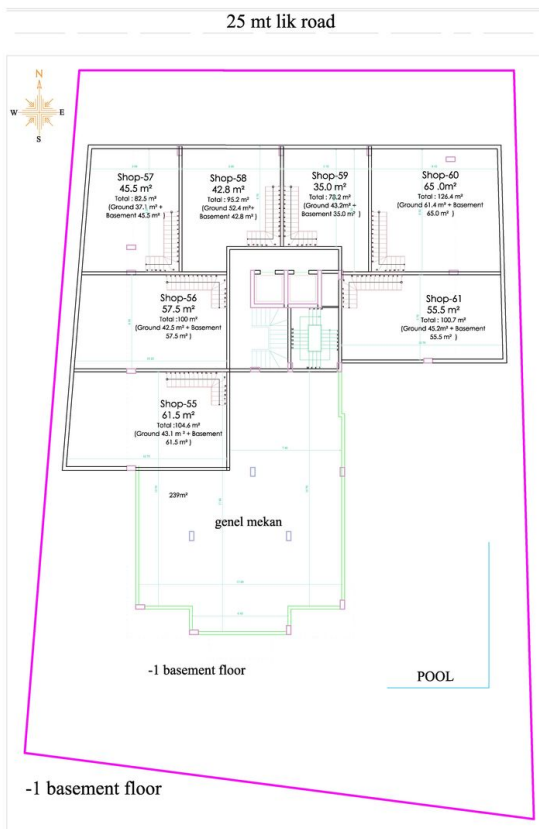 25 mt lik road
N
W
E
S
Shop-57
45.5 m²
Total : 82.5 m²
(Ground 37.1 m² +
Basement 45.5 m² )
Shop-58
42.8 m²
Total : 95.2 m²
(Ground 52.4 m² +
Basement 42.8 m² )
Shop-59
35.0 m²
Total : 78.2 m²
(Ground 43.2m² +
Basement 35.0 m² )
Shop-60
65 .0m²
Total : 126.4 m²
(Ground 61.4 m² + Basement
65.0 m² )
Shop-56
57.5 m²
Total :100 m²
(Ground 42.5 m² + Basement
57.5 m² )
Shop-61
55.5 m²
Total : 100.7 m²
(Ground 45.2m² + Basement
55.5 m² )
Shop-55
61.5 m²
Total :104.6 m²
(Ground 43.1 m ² + Basement
61.5 m² )
239m²
genel mekan
-1 basement floor
POOL
-1 basement floor